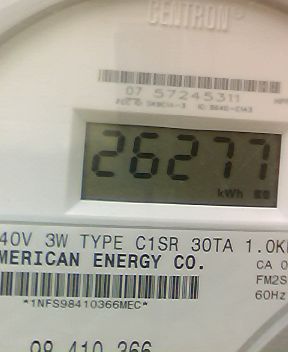 CENTRON®
07 57245311
26277
kWh
40V 3W TYPE C1SR 30TA 1.0K
MERICAN ENERGY CO.
CA 0
FM2S
60Hz
*1NFS98410366MEC*
98 410 366